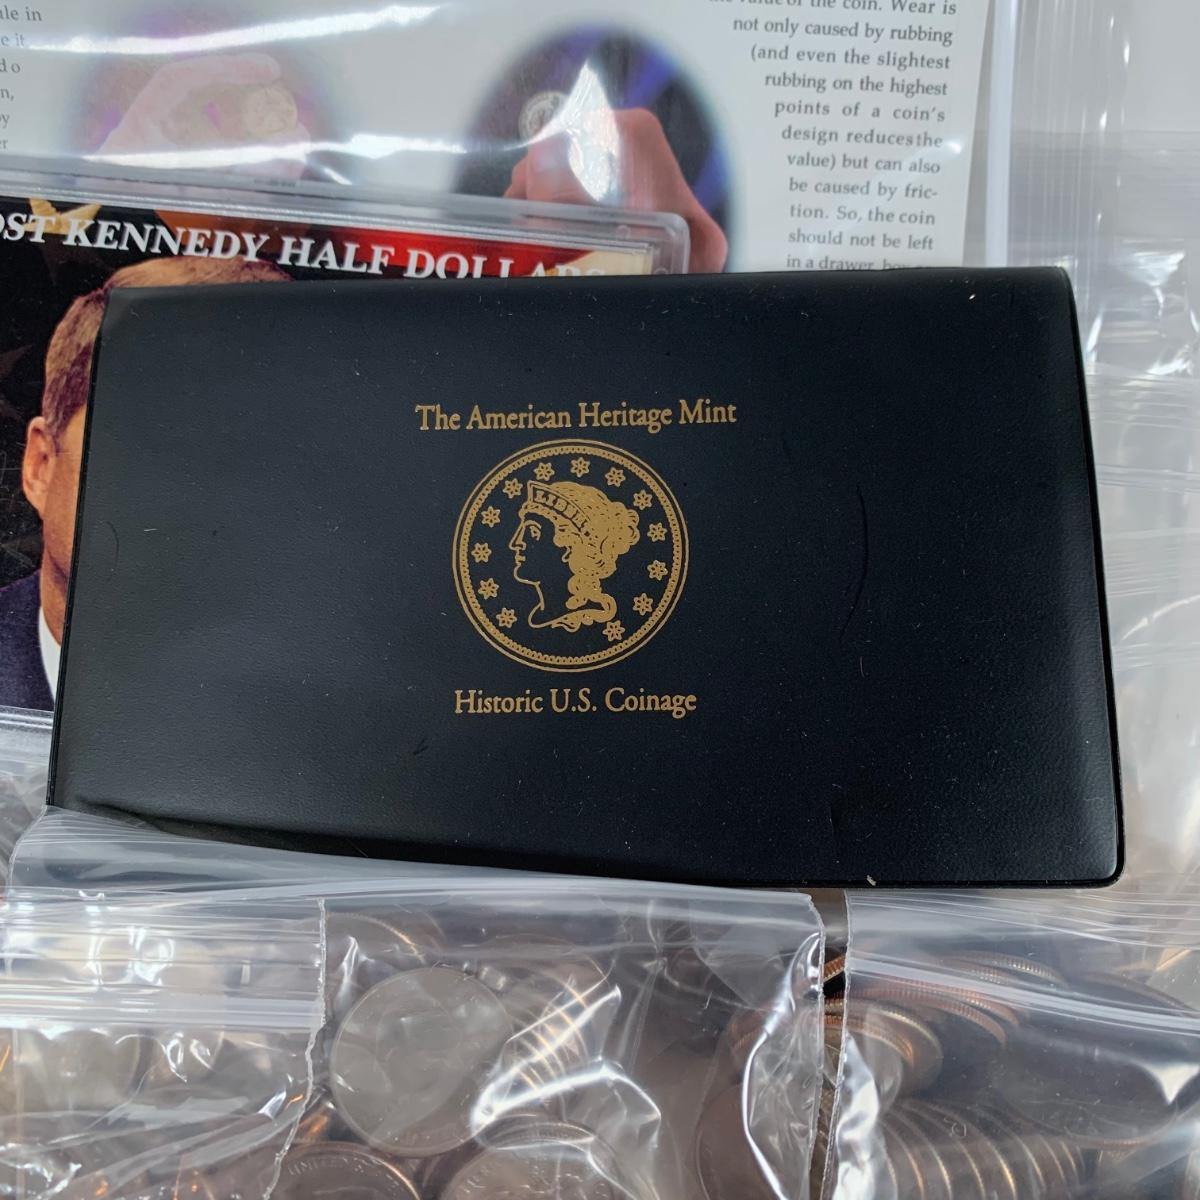 the value of the coin. Wear is
not only caused by rubbing
(and even the slightest
rubbing on the highest
points of a coin's
design reduces the
value) but can also
be caused by fric-
tion. So, the coin
should not be left
in a drawer,
KENNEDY HALF DOLLARS
The American Heritage Mint
LIBERTY
Historic U.S. Coinage